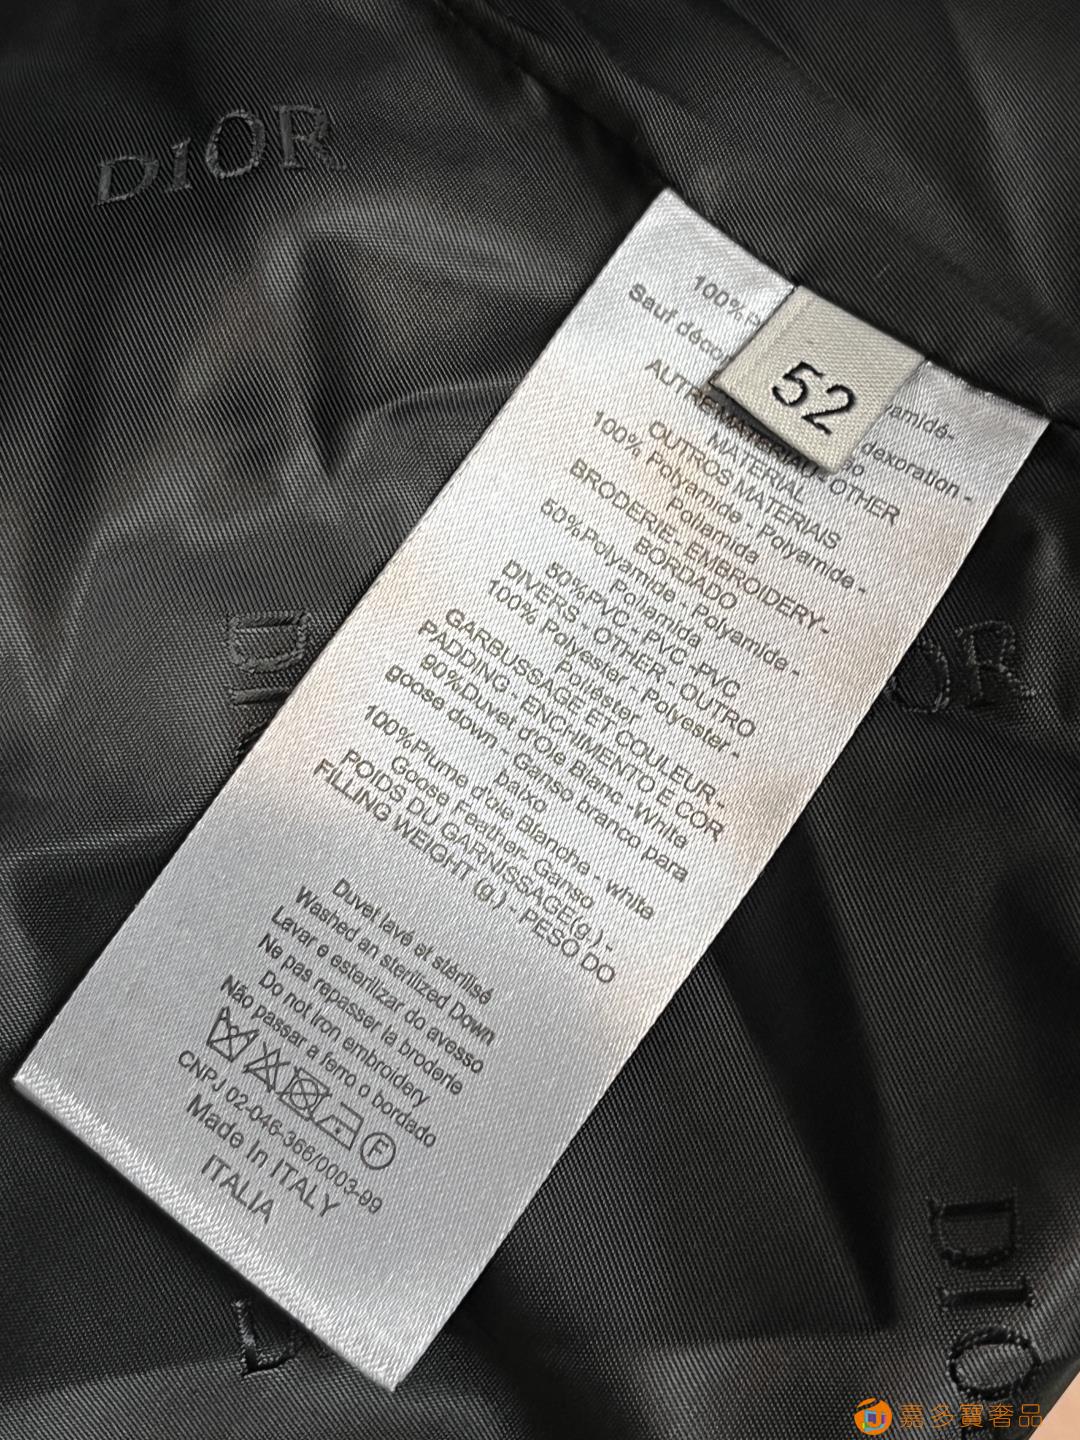 DIOR
52
100%
Sauf
amidé-
dexoration -
AUTRE MATERIAU - OTHER
MATERIAL
OUTROS MATERIAIS
100% Polyamide - Polyamide -
Poliamida
BRODERIE- EMBROIDERY-
BORDADO
50%Polyamide - Polyamide -
Poliamida
50%PVC - PVC -PVC
DIVERS - OTHER - OUTRO
100% Polyester - Polyester -
Poliéster
GARBUSSAGE ET COULEUR -
PADDING - ENCHIMENTO E COR
90%Duvet d'Oie Blanc -White
goose down - Ganso branco para
baixo
100%Plume d'oie Blanche - white
Goose Feather- Ganso
POIDS DU GARNISSAGE(g.) -
FILLING WEIGHT (g.) - PESO DO
Duvet lavé et stérilisé
Washed an sterilized Down
Lavar e esterilizar do avesso
Ne pas repasser la broderie
Do not iron embroidery
Não passar a ferro o bordado
F
CNPJ 02-046-366/0003-99
Made In ITALY
ITALIA
DIOR
嘉多寶奢品